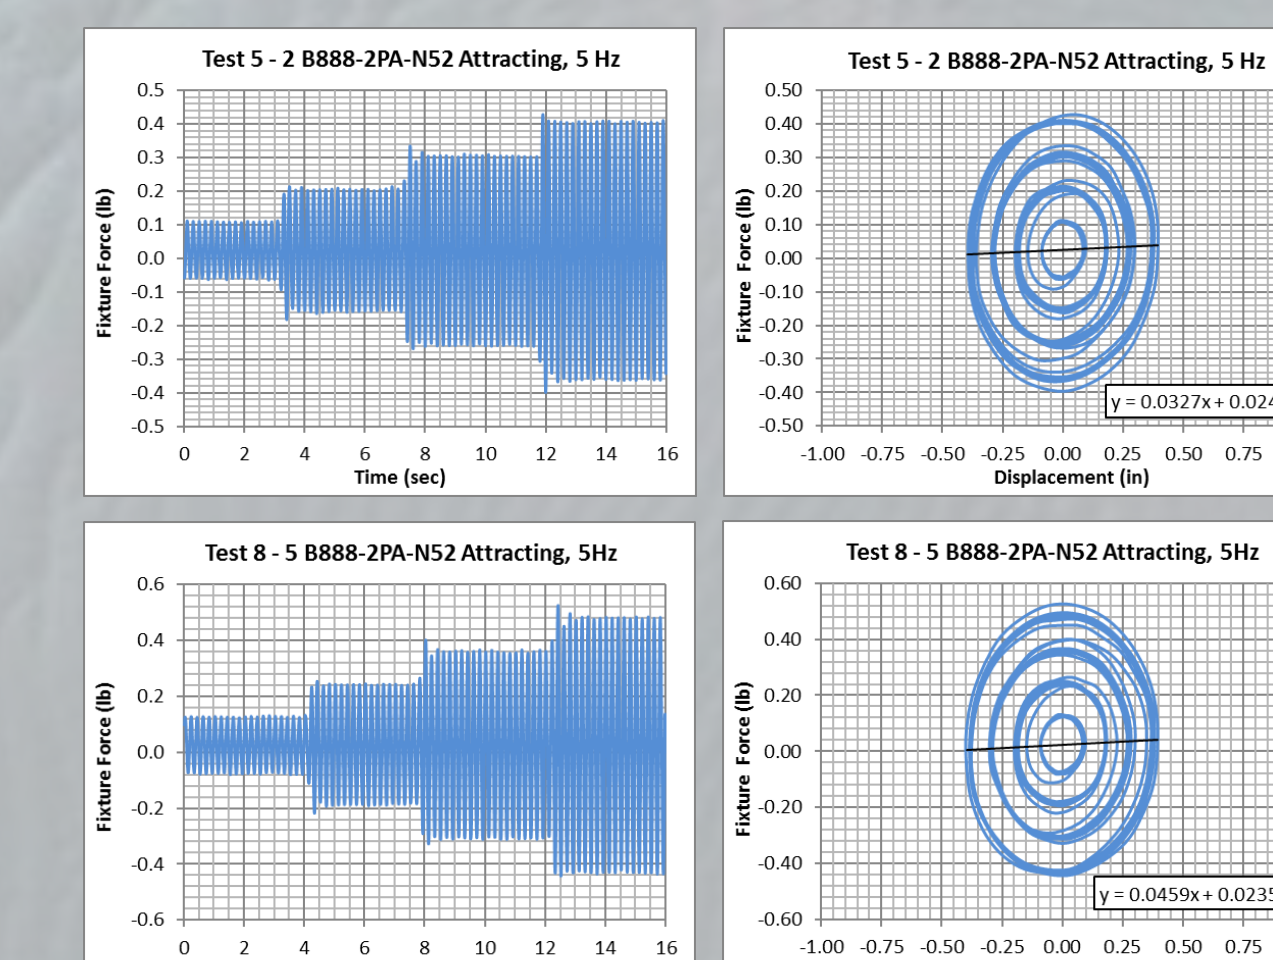 Test 5 - 2 B888-2PA-N52 Attracting, 5 Hz
0.5
0.4
0.3
0.2
0.1
0.0
-0.1
-0.2
-0.3
-0.4
-0.5
Fixture Force (lb)
0 2 4 6 8 10 12 14 16
Time (sec)
Test 5 - 2 B888-2PA-N52 Attracting, 5 Hz
0.50
0.40
0.30
0.20
0.10
0.00
-0.10
-0.20
-0.30
-0.40
-0.50
Fixture Force (lb)
y = 0.0327x + 0.024
-1.00 -0.75 -0.50 -0.25 0.00 0.25 0.50 0.75
Displacement (in)
Test 8 - 5 B888-2PA-N52 Attracting, 5Hz
0.6
0.4
0.2
0.0
-0.2
-0.4
-0.6
Fixture Force (lb)
0 2 4 6 8 10 12 14 16
Test 8 - 5 B888-2PA-N52 Attracting, 5Hz
0.60
0.40
0.20
0.00
-0.20
-0.40
-0.60
Fixture Force (lb)
y = 0.0459x + 0.0235
-1.00 -0.75 -0.50 -0.25 0.00 0.25 0.50 0.75